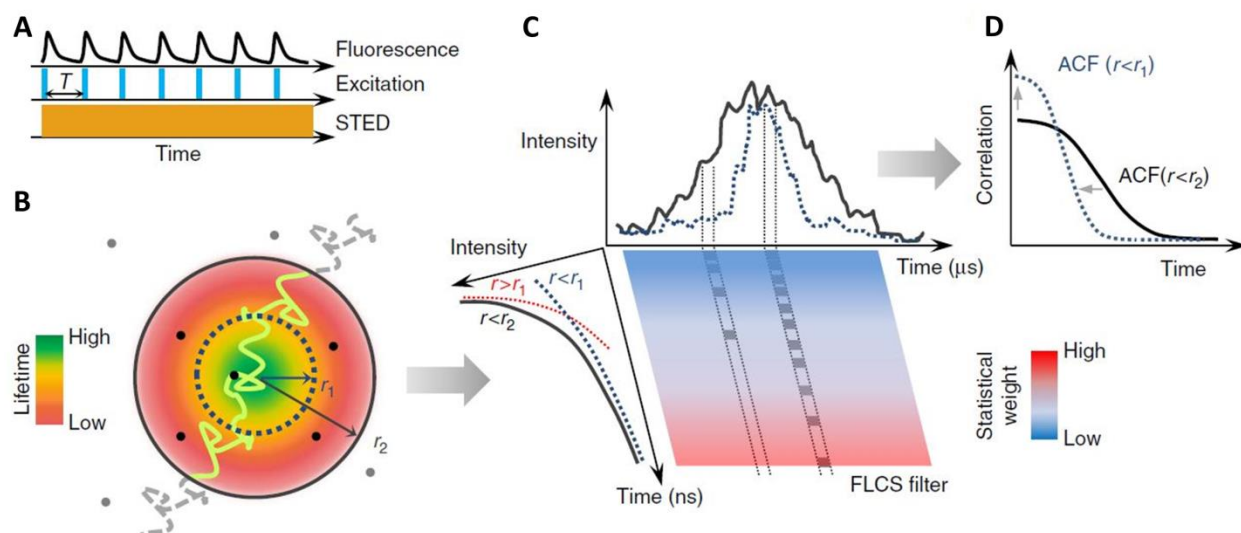 A
Fluorescence
T
Excitation
STED
Time
B
High
Lifetime
Low
r1
r2
C
Intensity
Time (µs)
Intensity
r>r1
r<r1
r<r2
Time (ns)
FLCS filter
High
Statistical
weight
Low
D
ACF (r<r1)
Correlation
ACF(r<r2)
Time